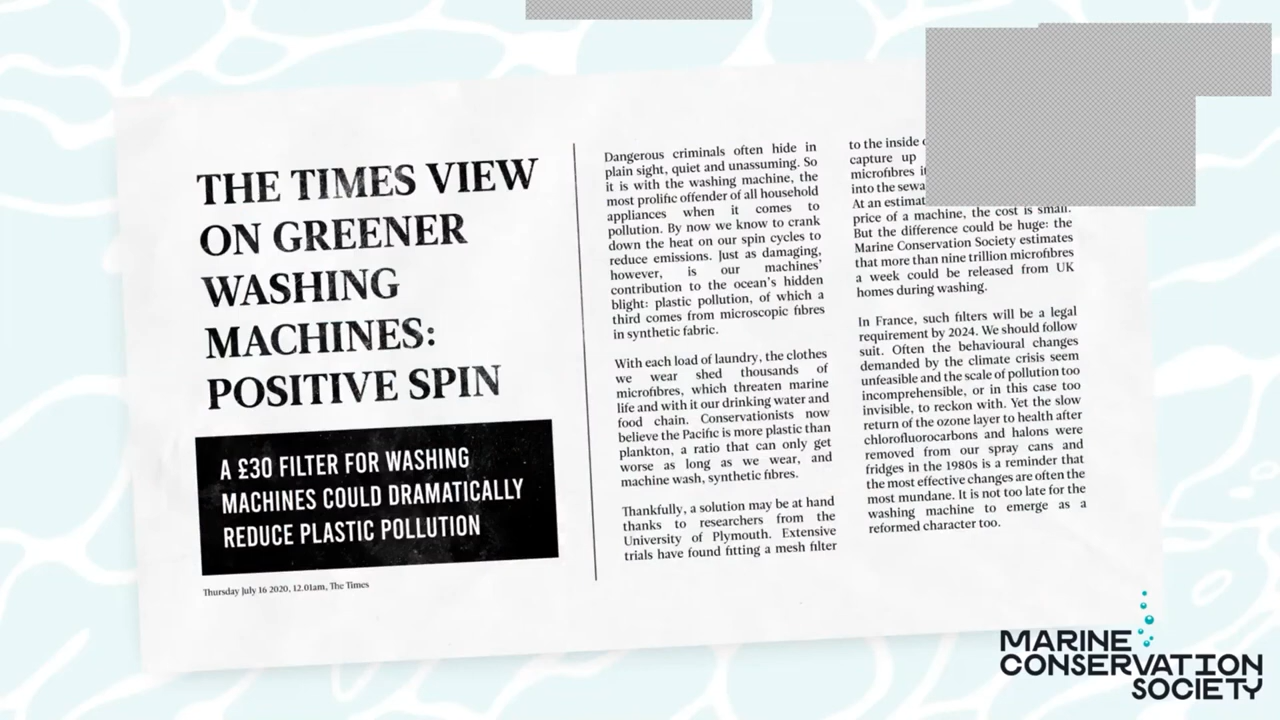 THE TIMES VIEW
ON GREENER
WASHING
MACHINES:
POSITIVE SPIN
A £30 FILTER FOR WASHING
MACHINES COULD DRAMATICALLY
REDUCE PLASTIC POLLUTION
Thursday July 16 2020, 12.01am, The Times
Dangerous criminals often hide in
plain sight, quiet and unassuming. So
it is with the washing machine, the
most prolific offender of all household
appliances when it comes to
pollution. By now we know to crank
down the heat on our spin cycles to
reduce emissions. Just as damaging,
however, is our machines'
contribution to the ocean's hidden
blight: plastic pollution, of which a
third comes from microscopic fibres
in synthetic fabric.
With each load of laundry, the clothes
we wear shed thousands of
microfibres, which threaten marine
life and with it our drinking water and
food chain. Conservationists now
believe the Pacific is more plastic than
plankton, a ratio that can only get
worse as long as we wear, and
machine wash, synthetic fibres.
Thankfully, a solution may be at hand
thanks to researchers from the
University of Plymouth. Extensive
trials have found fitting a mesh filter
to the inside
capture up
microfibres
into the
At an
price of a machine, the cost is small.
But the difference could be huge: the
Marine Conservation Society estimates
that more than nine trillion microfibres
a week could be released from UK
homes during washing.
In France, such filters will be a legal
requirement by 2024. We should follow
suit. Often the behavioural changes
demanded by the climate crisis seem
unfeasible and the scale of pollution too
incomprehensible, or in this case too
invisible, to reckon with. Yet the slow
return of the ozone layer to health after
chlorofluorocarbons and halons were
removed from our spray cans and
fridges in the 1980s is a reminder that
the most effective changes are often the
most mundane. It is not too late for the
washing machine to emerge as a
reformed character too.
MARINE
CONSERVATION
SOCIETY